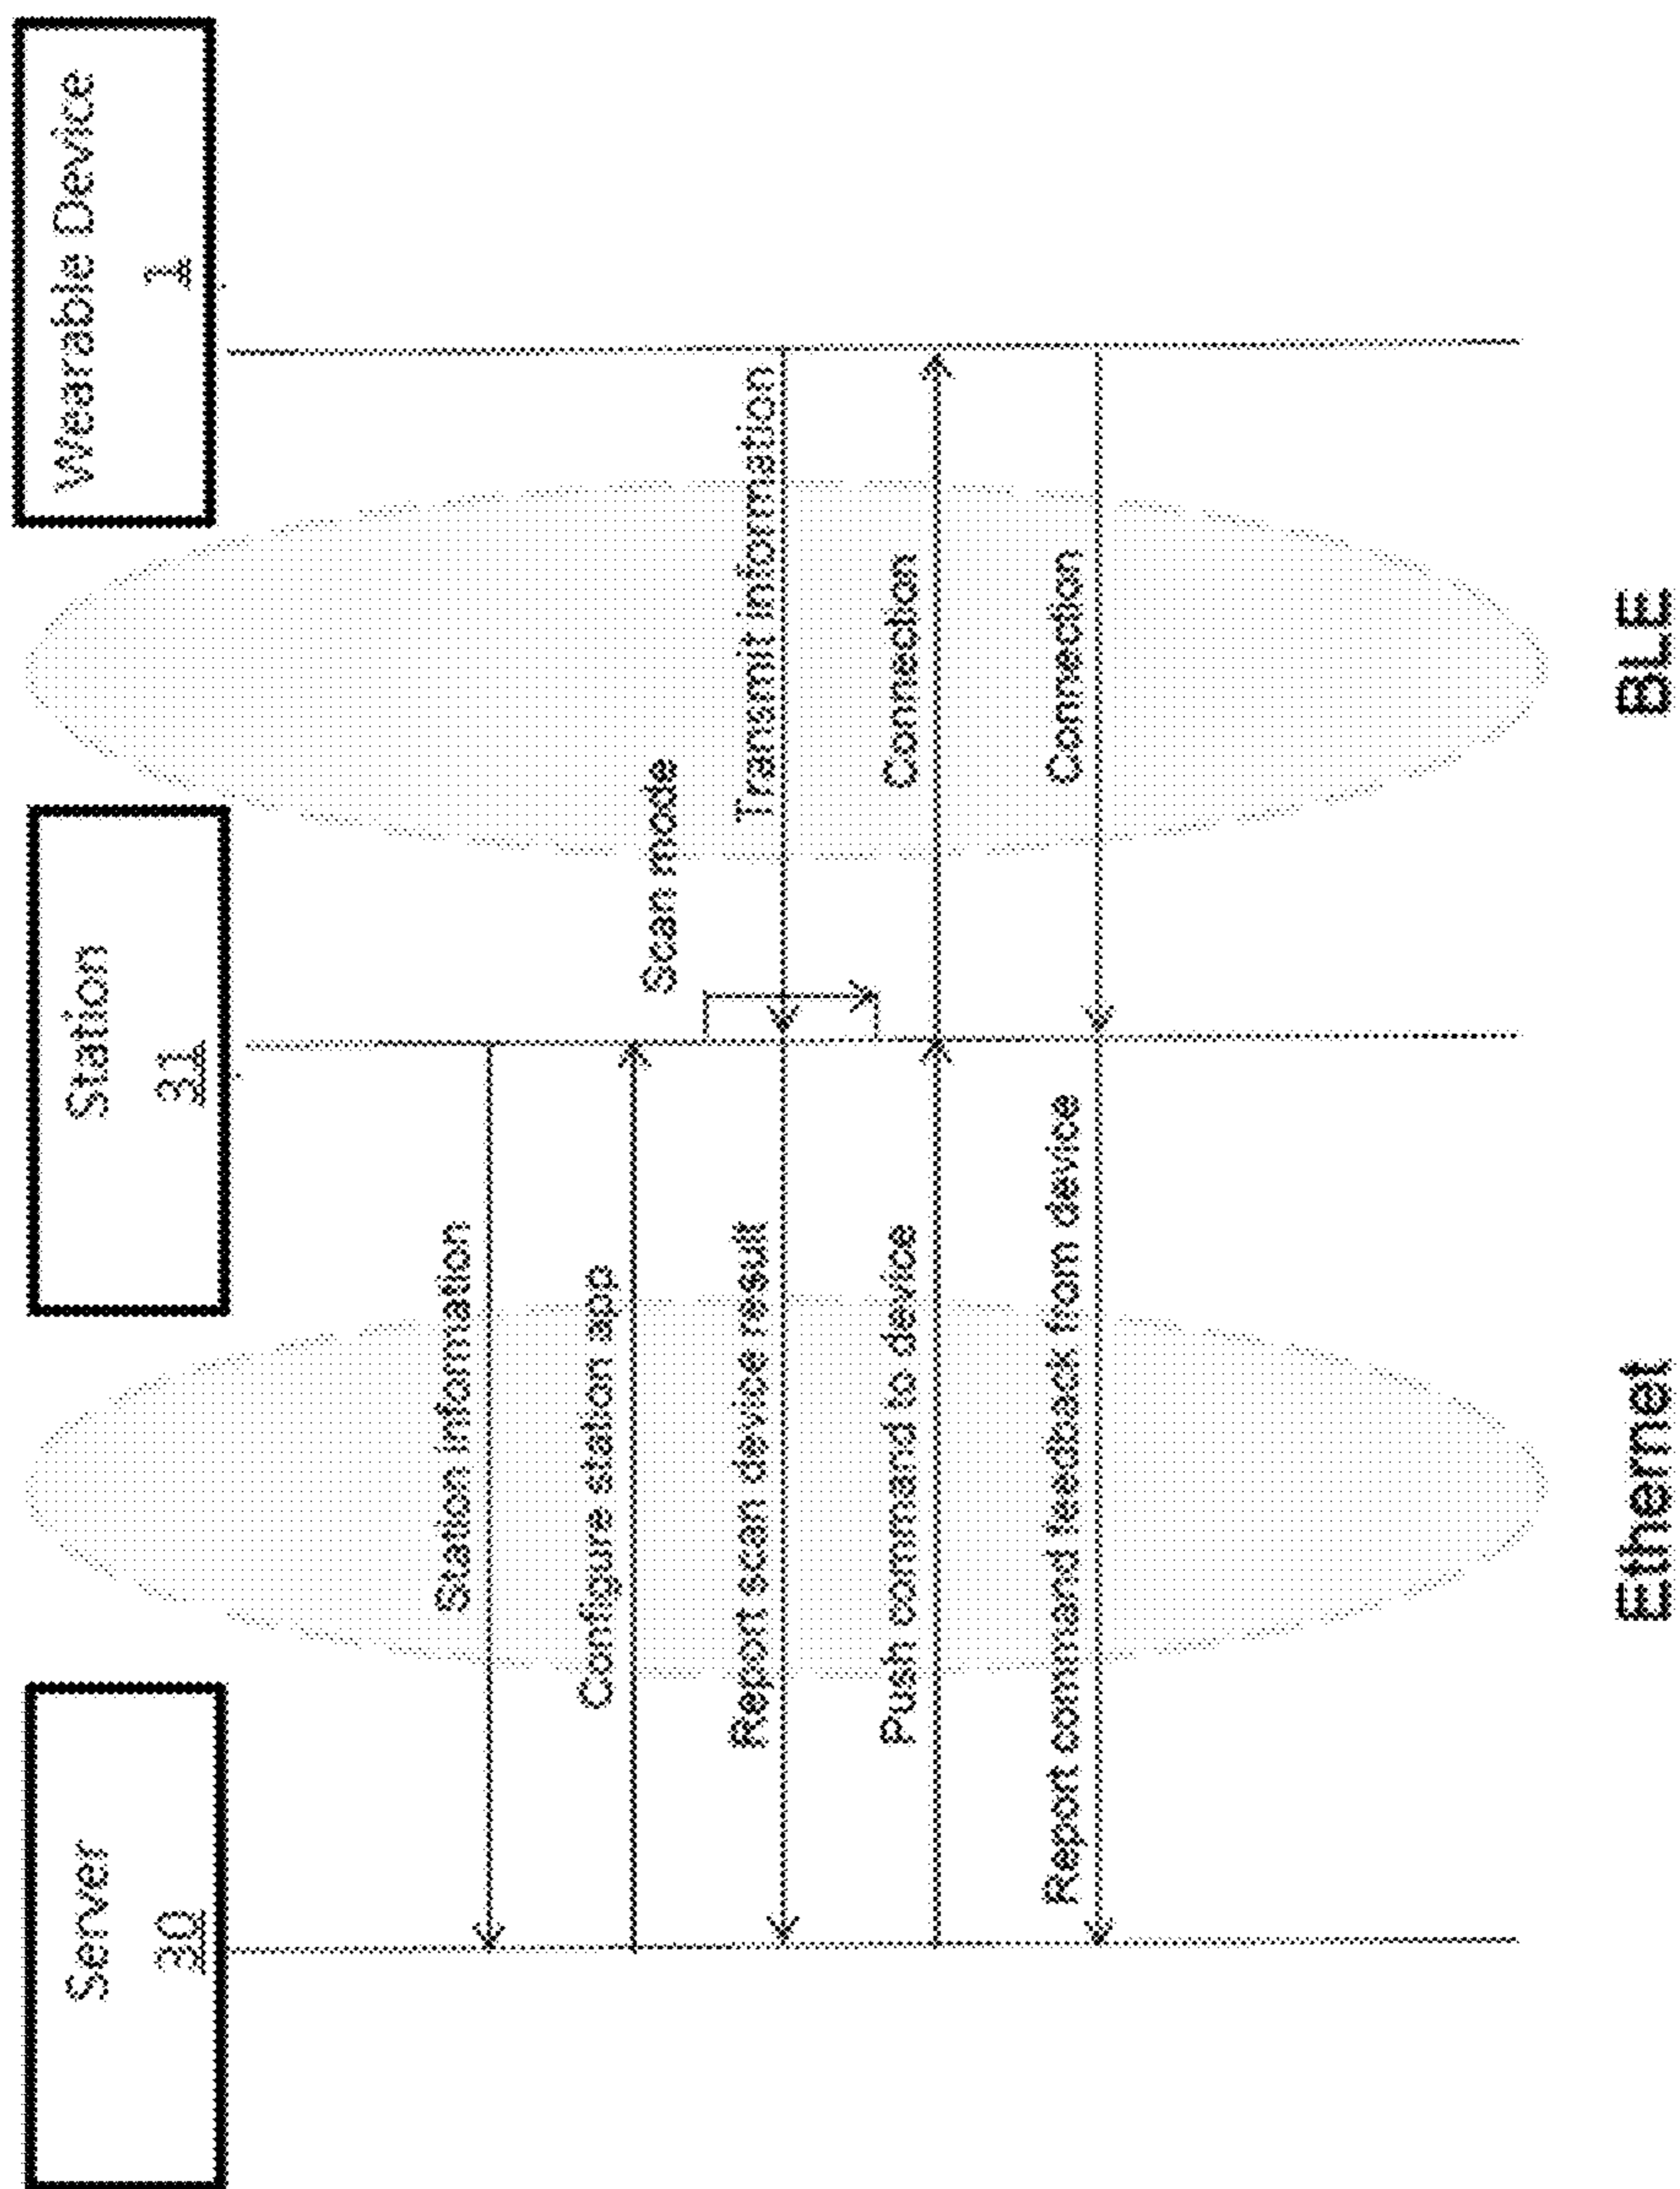 Server
30
Station
31
Wearable Device
1
Station information
Configure station app
Scan mode
Report scan device result
Transmit information
Push command to device
Connection
Report command feedback from device
Connection
Ethernet
BLE